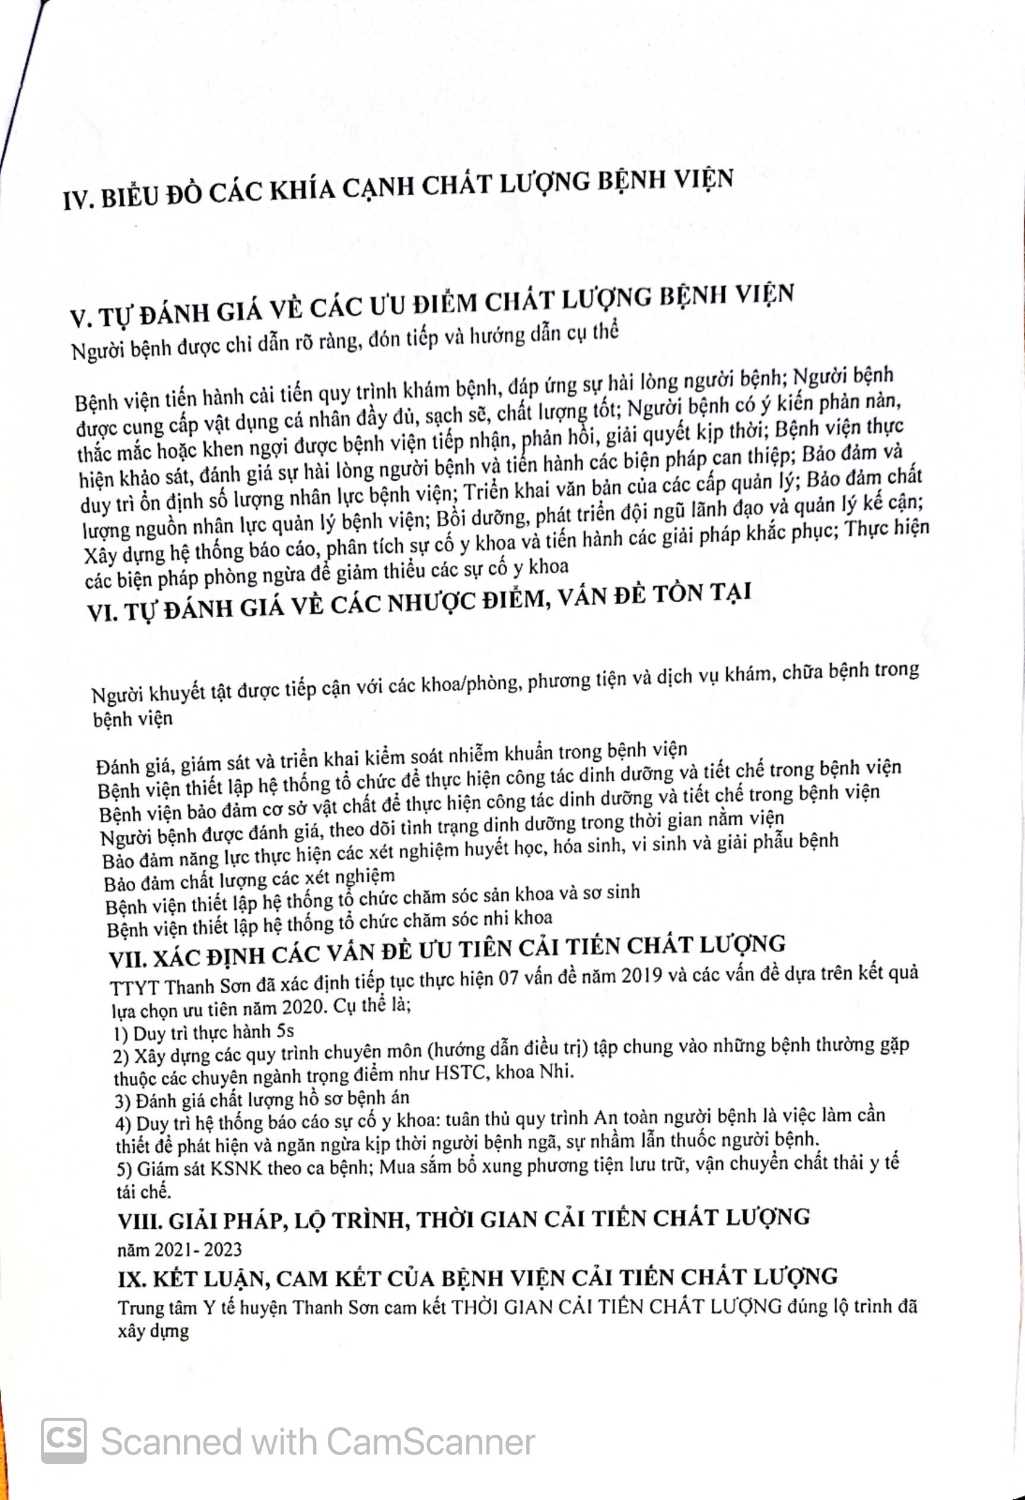 IV. BIỂU ĐỒ CÁC KHÍA CẠNH CHẤT LƯỢNG BỆNH VIỆN
V. TỰ ĐÁNH GIÁ VỀ CÁC ƯU ĐIỂM CHẤT LƯỢNG BỆNH VIỆN
Người bệnh được chỉ dẫn rõ ràng, đón tiếp và hướng dẫn cụ thể
Bệnh viện tiến hành cải tiến quy trình khám bệnh, đáp ứng sự hài lòng người bệnh; Người bệnh
được cung cấp vật dụng cá nhân đầy đủ, sạch sẽ, chất lượng tốt; Người bệnh có ý kiến phàn nàn,
thắc mắc hoặc khen ngợi được bệnh viện tiếp nhận, phản hồi, giải quyết kịp thời; Bệnh viện thực
hiện khảo sát, đánh giá sự hài lòng người bệnh và tiến hành các biện pháp can thiệp; Bảo đảm và
duy trì ổn định số lượng nhân lực bệnh viện; Triển khai văn bản của các cấp quản lý; Bảo đảm chất
lượng nguồn nhân lực quản lý bệnh viện; Bồi dưỡng, phát triển đội ngũ lãnh đạo và quản lý kế cận;
Xây dựng hệ thống báo cáo, phân tích sự cố y khoa và tiến hành các giải pháp khắc phục; Thực hiện
các biện pháp phòng ngừa để giảm thiểu các sự cố y khoa
VI. TỰ ĐÁNH GIÁ VỀ CÁC NHƯỢC ĐIỂM, VẤN ĐỀ TỒN TẠI
Người khuyết tật được tiếp cận với các khoa/phòng, phương tiện và dịch vụ khám, chữa bệnh trong
bệnh viện
Đánh giá, giám sát và triển khai kiểm soát nhiễm khuẩn trong bệnh viện
Bệnh viện thiết lập hệ thống tổ chức để thực hiện công tác dinh dưỡng và tiết chế trong bệnh viện
Bệnh viện bảo đảm cơ sở vật chất để thực hiện công tác dinh dưỡng và tiết chế trong bệnh viện
Người bệnh được đánh giá, theo dõi tình trạng dinh dưỡng trong thời gian nằm viện
Bảo đảm năng lực thực hiện các xét nghiệm huyết học, hóa sinh, vi sinh và giải phẫu bệnh
Bảo đảm chất lượng các xét nghiệm
Bệnh viện thiết lập hệ thống tổ chức chăm sóc sản khoa và sơ sinh
Bệnh viện thiết lập hệ thống tổ chức chăm sóc nhi khoa
VII. XÁC ĐỊNH CÁC VẤN ĐỀ ƯU TIÊN CẢI TIẾN CHẤT LƯỢNG
TTYT Thanh Sơn đã xác định tiếp tục thực hiện 07 vấn đề năm 2019 và các vấn đề dựa trên kết quả
lựa chọn ưu tiên năm 2020. Cụ thể là;
1) Duy trì thực hành 5s
2) Xây dựng các quy trình chuyên môn (hướng dẫn điều trị) tập chung vào những bệnh thường gặp
thuộc các chuyên ngành trọng điểm như HSTC, khoa Nhi.
3) Đánh giá chất lượng hồ sơ bệnh án
4) Duy trì hệ thống báo cáo sự cố y khoa: tuân thủ quy trình An toàn người bệnh là việc làm cần
thiết để phát hiện và ngăn ngừa kịp thời người bệnh ngã, sự nhầm lẫn thuốc người bệnh.
5) Giám sát KSNK theo ca bệnh; Mua sắm bổ xung phương tiện lưu trữ, vận chuyển chất thải y tế
tái chế.
VIII. GIẢI PHÁP, LỘ TRÌNH, THỜI GIAN CẢI TIẾN CHẤT LƯỢNG
năm 2021- 2023
IX. KẾT LUẬN, CAM KẾT CỦA BỆNH VIỆN CẢI TIẾN CHẤT LƯỢNG
Trung tâm Y tế huyện Thanh Sơn cam kết THỜI GIAN CẢI TIẾN CHẤT LƯỢNG đúng lộ trình đã
xây dựng
CS Scanned with CamScanner